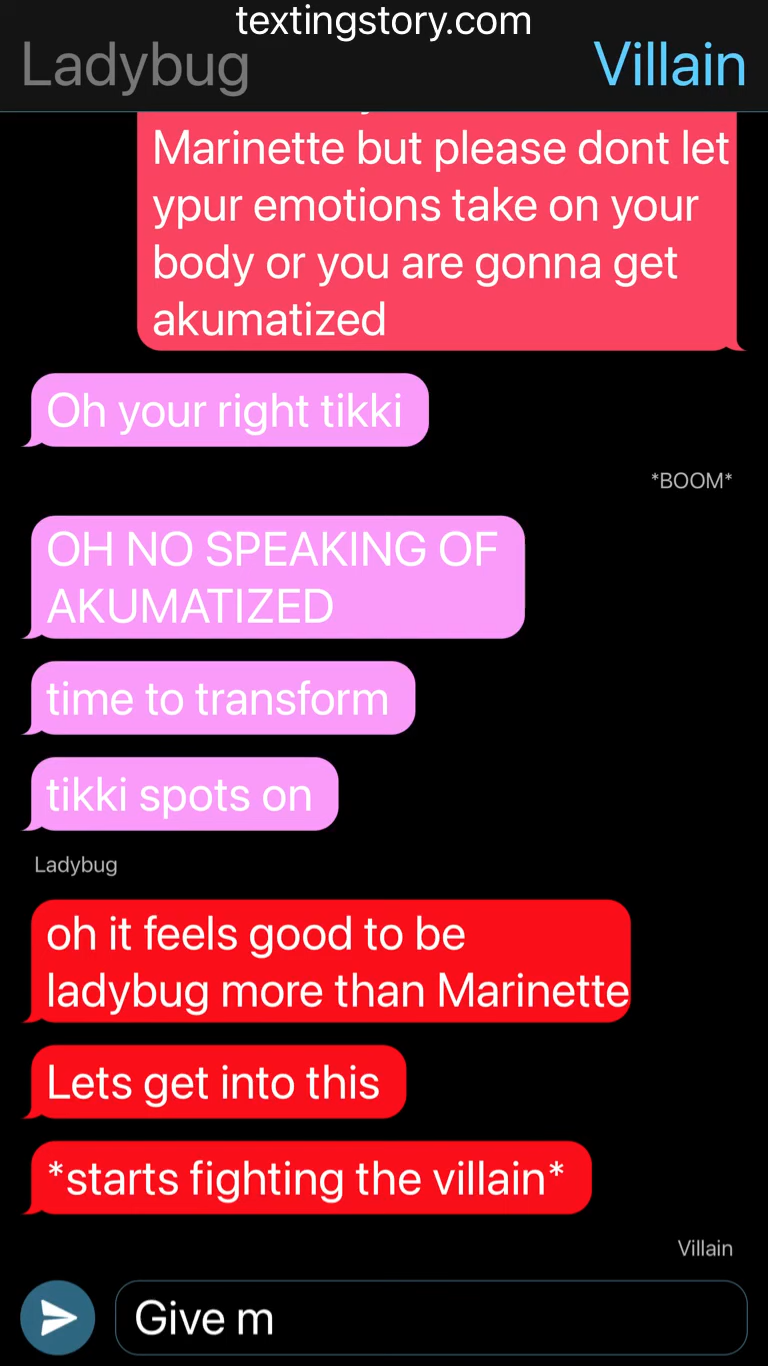 textingstory.com
Ladybug
Villain
Marinette but please dont let
ypur emotions take on your
body or you are gonna get
akumatized
Oh your right tikki
*BOOM*
OH NO SPEAKING OF
AKUMATIZED
time to transform
tikki spots on
Ladybug
oh it feels good to be
ladybug more than Marinette
Lets get into this
*starts fighting the villain*
Villain
Give m